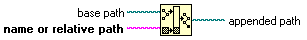 base path
appended path
name or relative path